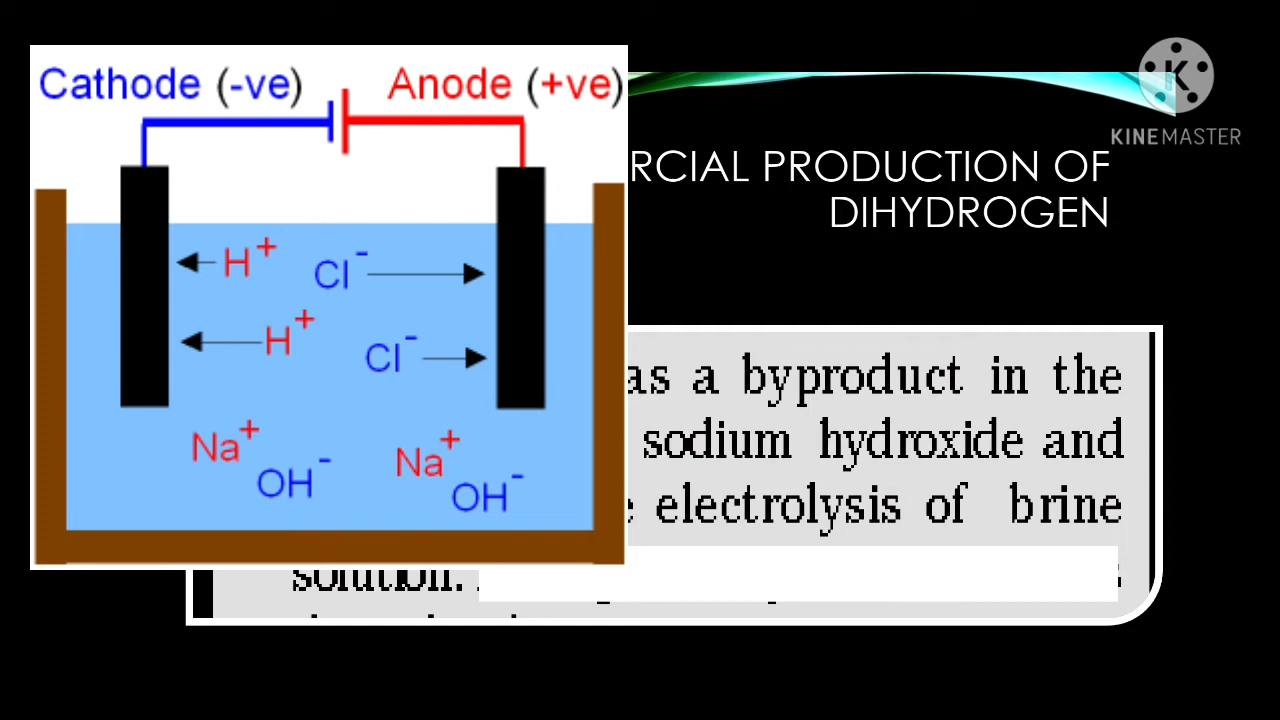 Cathode (-ve) Anode (+ve)
KINEMASTER
RCIAL PRODUCTION OF
DIHYDROGEN
H+ Cl-
H+ Cl-
Na+ OH- Na+ OH-
as a byproduct in the
sodium hydroxide and
electrolysis of brine
solution.